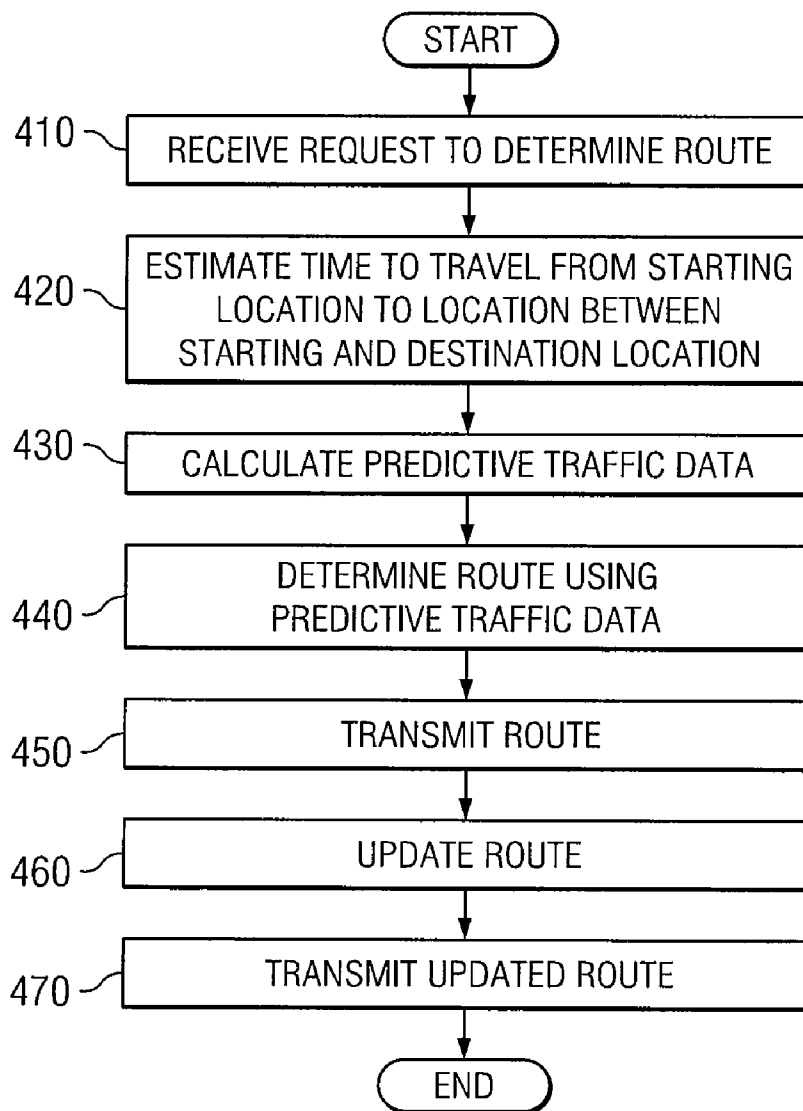 START
410
RECEIVE REQUEST TO DETERMINE ROUTE
420
ESTIMATE TIME TO TRAVEL FROM STARTING
LOCATION TO LOCATION BETWEEN
STARTING AND DESTINATION LOCATION
430
CALCULATE PREDICTIVE TRAFFIC DATA
440
DETERMINE ROUTE USING
PREDICTIVE TRAFFIC DATA
450
TRANSMIT ROUTE
460
UPDATE ROUTE
470
TRANSMIT UPDATED ROUTE
END